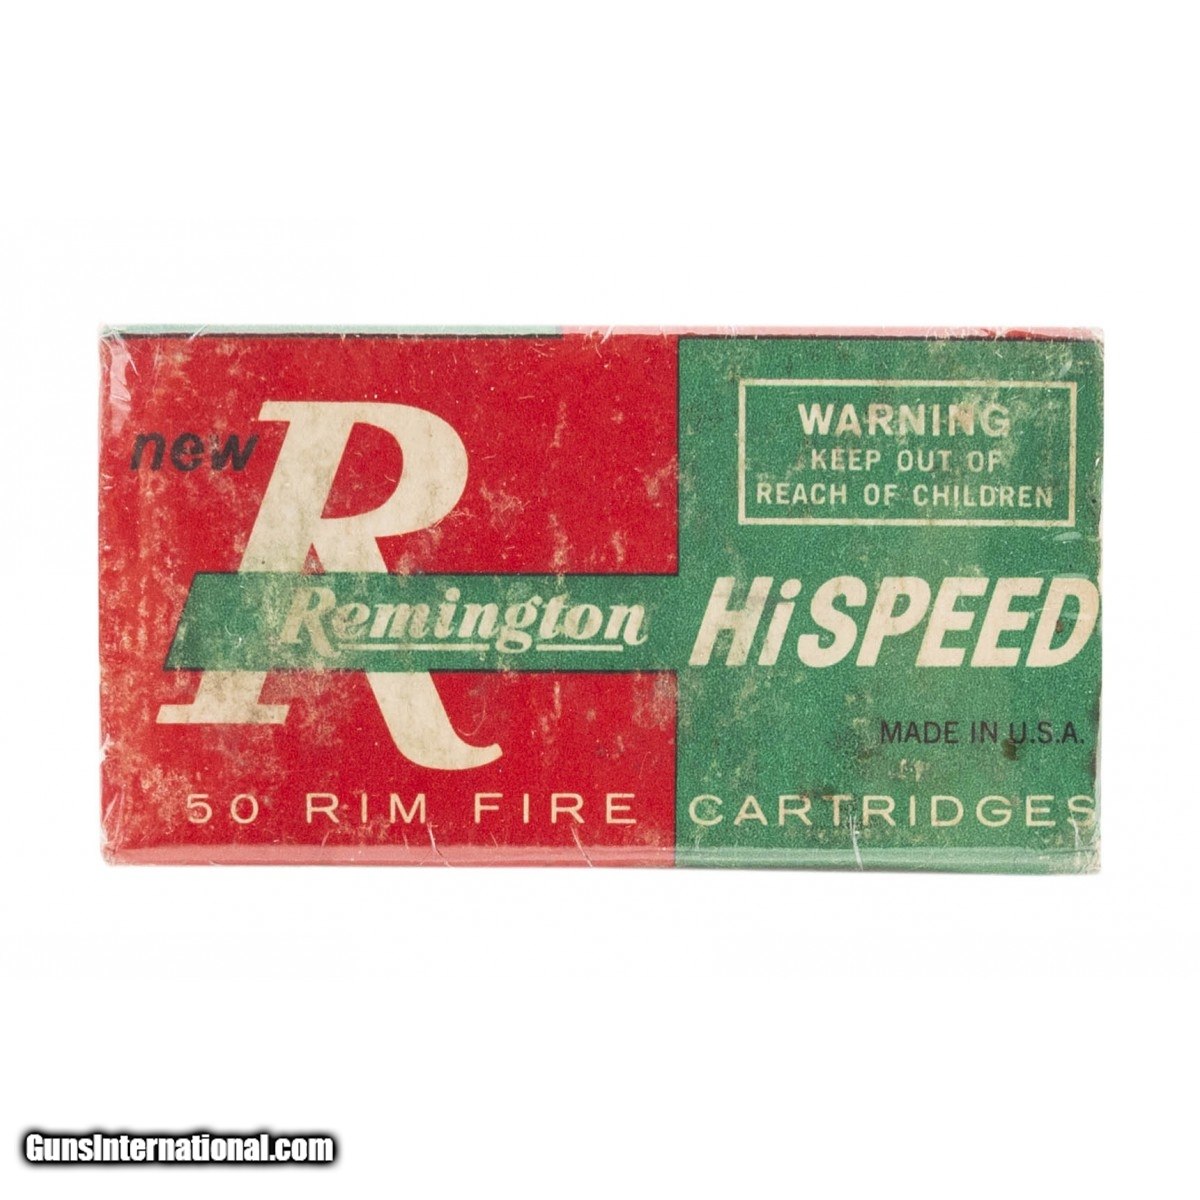 new
R
Remington
WARNING
KEEP OUT OF
REACH OF CHILDREN
HiSPEED
MADE IN U.S.A.
50 RIM FIRE CARTRIDGES
GunsInternational.com